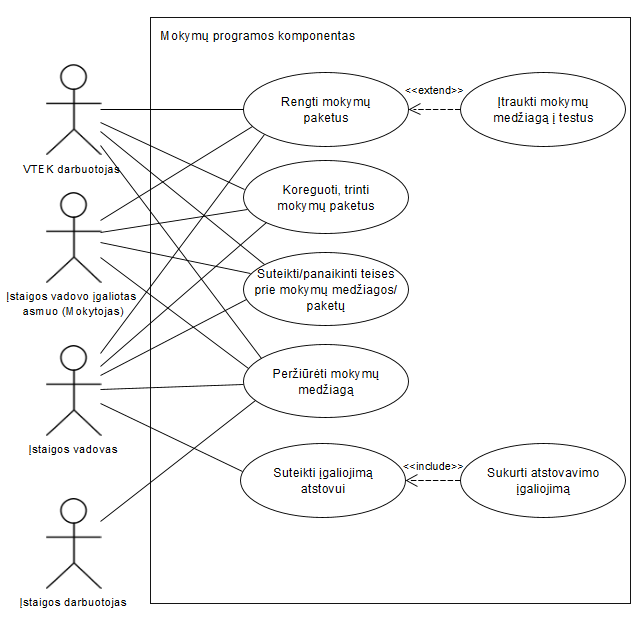 Mokymų programos komponentas
Rengti mokymų
paketus
<<extend>>
Įtraukti mokymų
medžiagą į testus
VTEK darbuotojas
Koreguoti, trinti
mokymų paketus
Suteikti/panaikinti teises
prie mokymų medžiagos/
paketų
Įstaigos vadovo įgaliotas
asmuo (Mokytojas)
Peržiūrėti mokymų
medžiagą
Įstaigos vadovas
Suteikti įgaliojimą
atstovui
<<include>>
Sukurti atstovavimo
įgaliojimą
Įstaigos darbuotojas